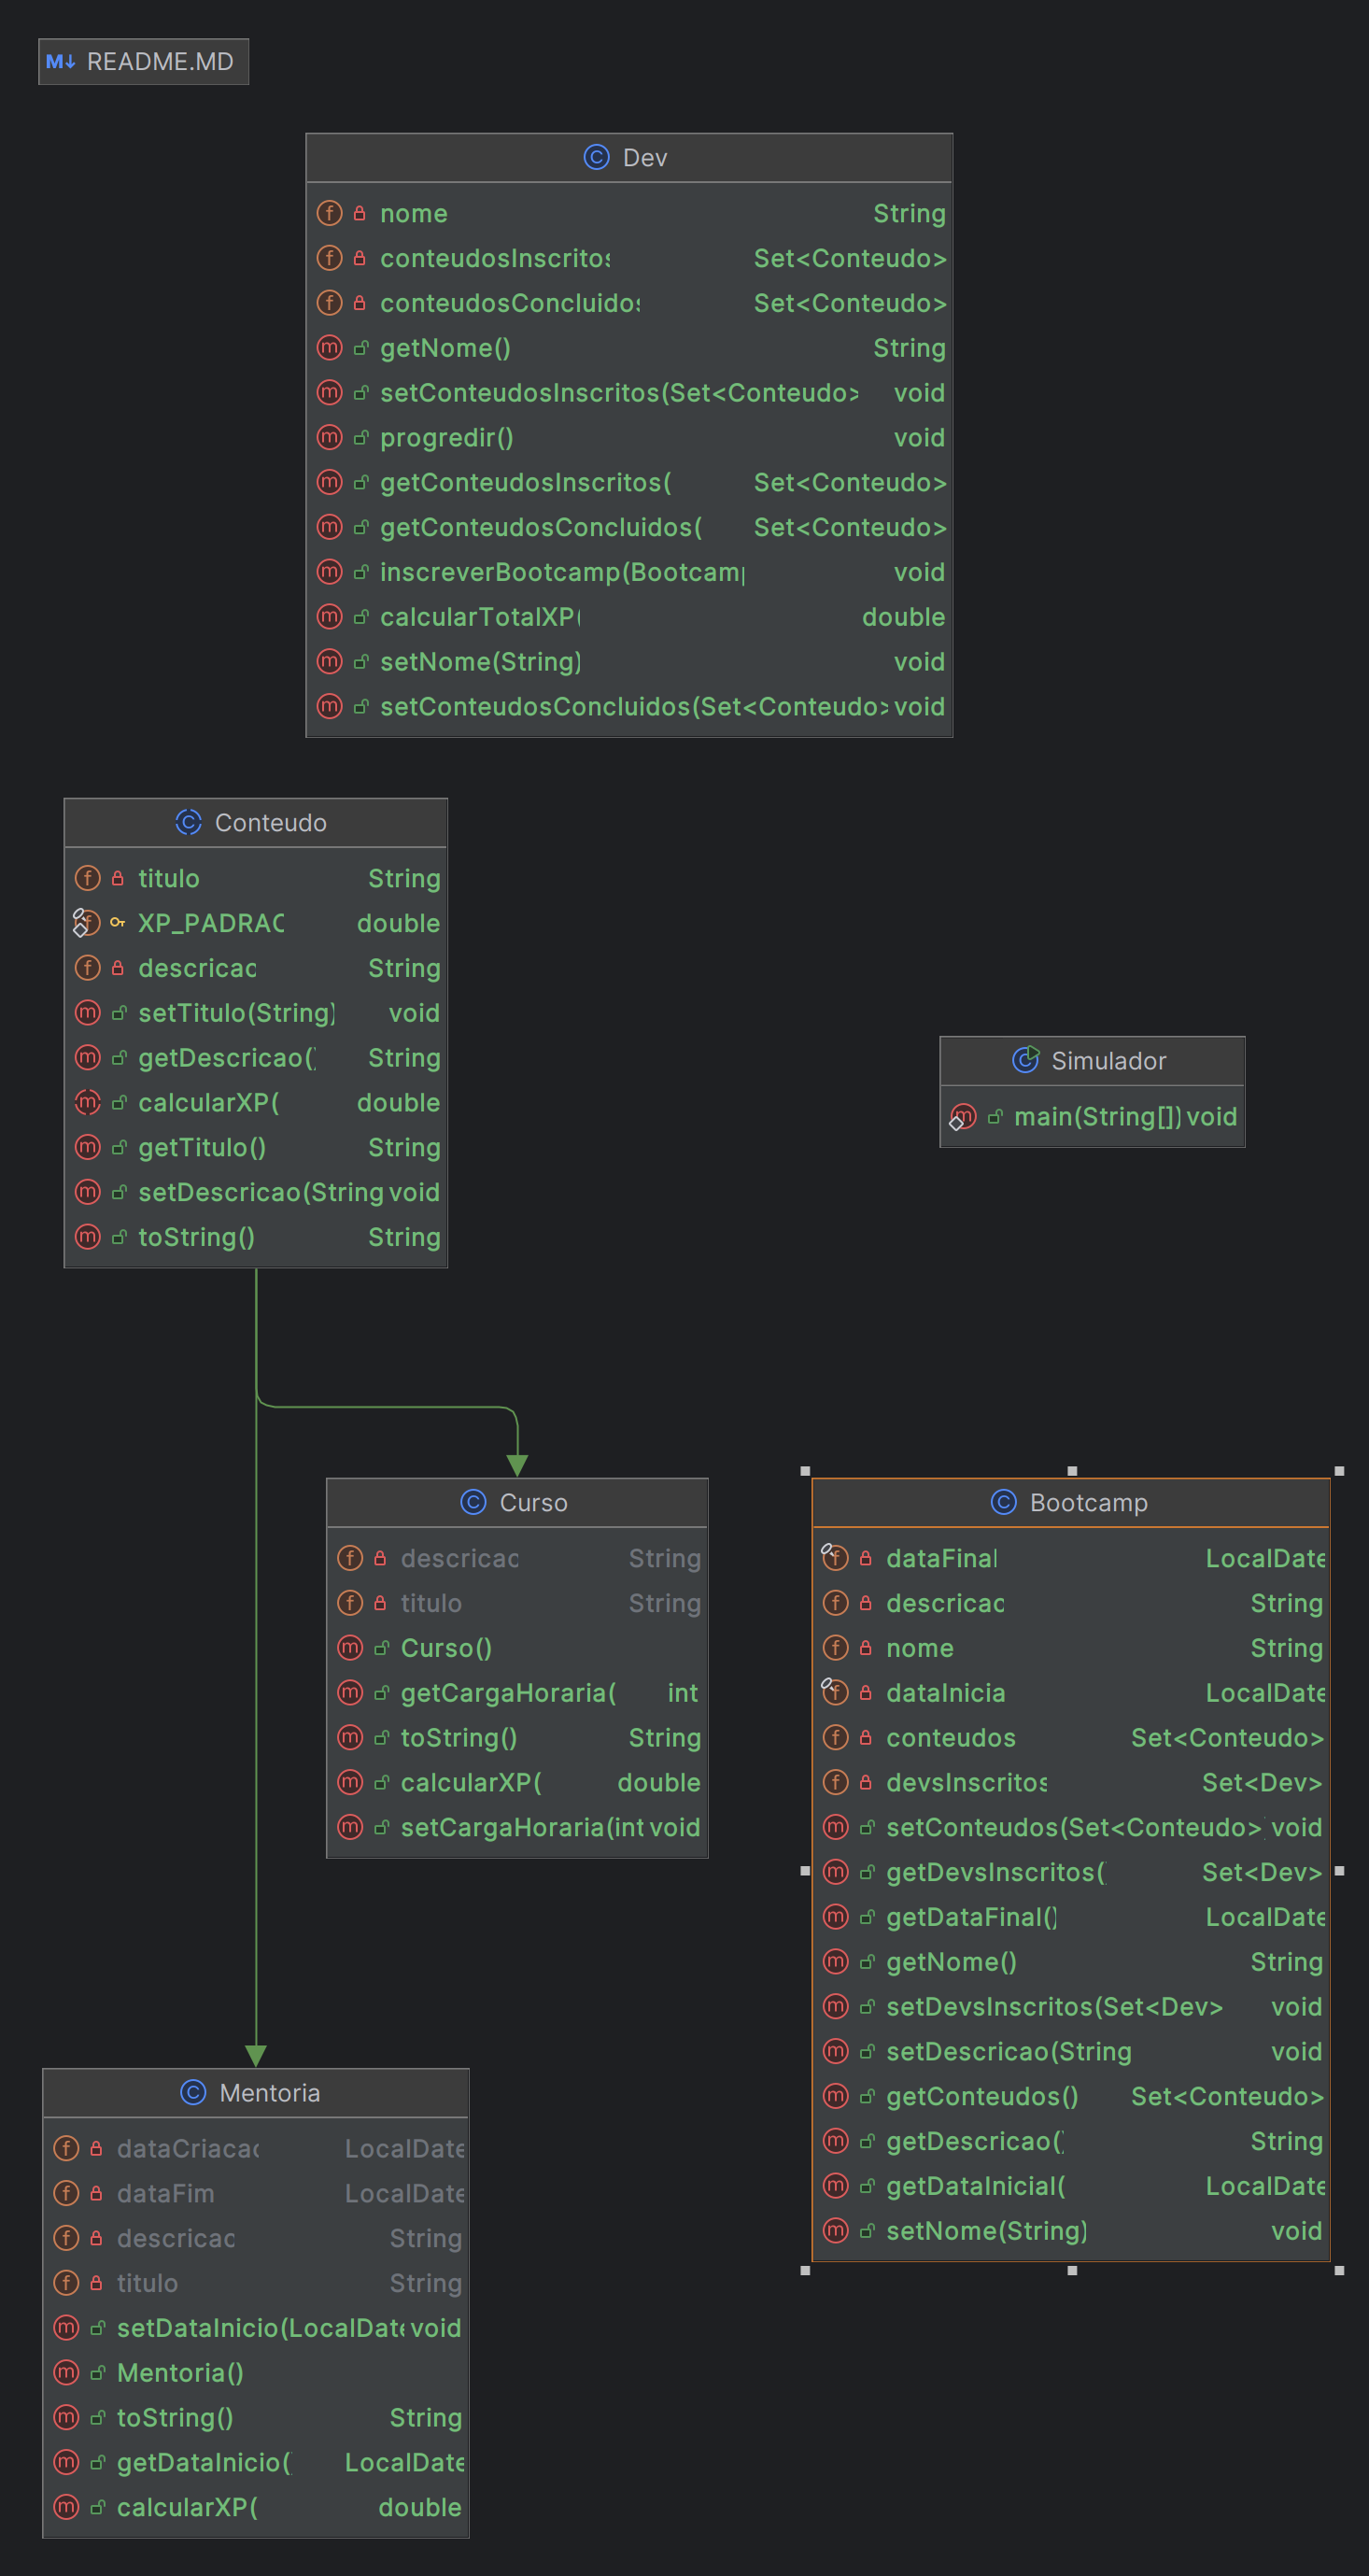 M↓ README.MD
Dev
nome String
conteudosInscritos Set<Conteudo>
conteudosConcluidos Set<Conteudo>
getNome() String
setConteudosInscritos(Set<Conteudo> void
progredir() void
getConteudosInscritos( Set<Conteudo>
getConteudosConcluidos( Set<Conteudo>
inscreverBootcamp(Bootcamp void
calcularTotalXP( double
setNome(String) void
setConteudosConcluidos(Set<Conteudo> void
Conteudo
titulo String
XP_PADRAO double
descricao String
setTitulo(String) void
getDescricao() String
calcularXP( double
getTitulo() String
setDescricao(String void
toString() String
Simulador
main(String[]) void
Curso
descricao String
titulo String
Curso()
getCargaHoraria( int
toString() String
calcularXP( double
setCargaHoraria(int void
Bootcamp
dataFinal LocalDate
descricao String
nome String
dataInicia LocalDate
conteudos Set<Conteudo>
devsInscritos Set<Dev>
setConteudos(Set<Conteudo>) void
getDevsInscritos( Set<Dev>
getDataFinal() LocalDate
getNome() String
setDevsInscritos(Set<Dev> void
setDescricao(String void
getConteudos() Set<Conteudo>
getDescricao() String
getDataInicial( LocalDate
setNome(String) void
Mentoria
dataCriacao LocalDate
dataFim LocalDate
descricao String
titulo String
setDataInicio(LocalDate void
Mentoria()
toString() String
getDataInicio( LocalDate
calcularXP( double